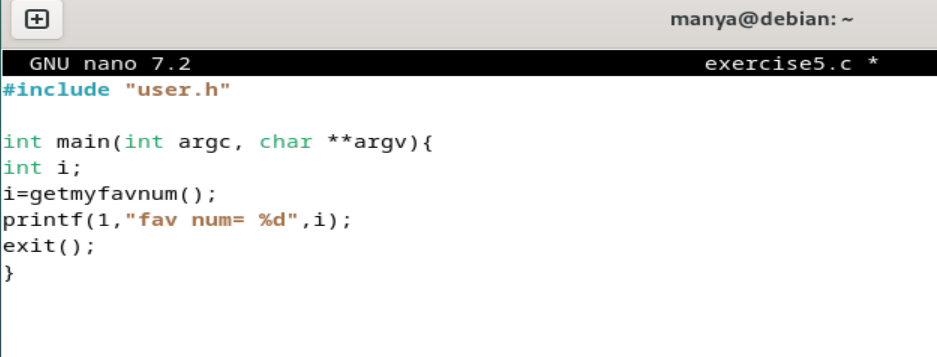 manya@debian: ~
GNU nano 7.2 exercise5.c *
#include "user.h"
int main(int argc, char **argv){
int i;
i=getmyfavnum();
printf(1,"fav num= %d",i);
exit();
}